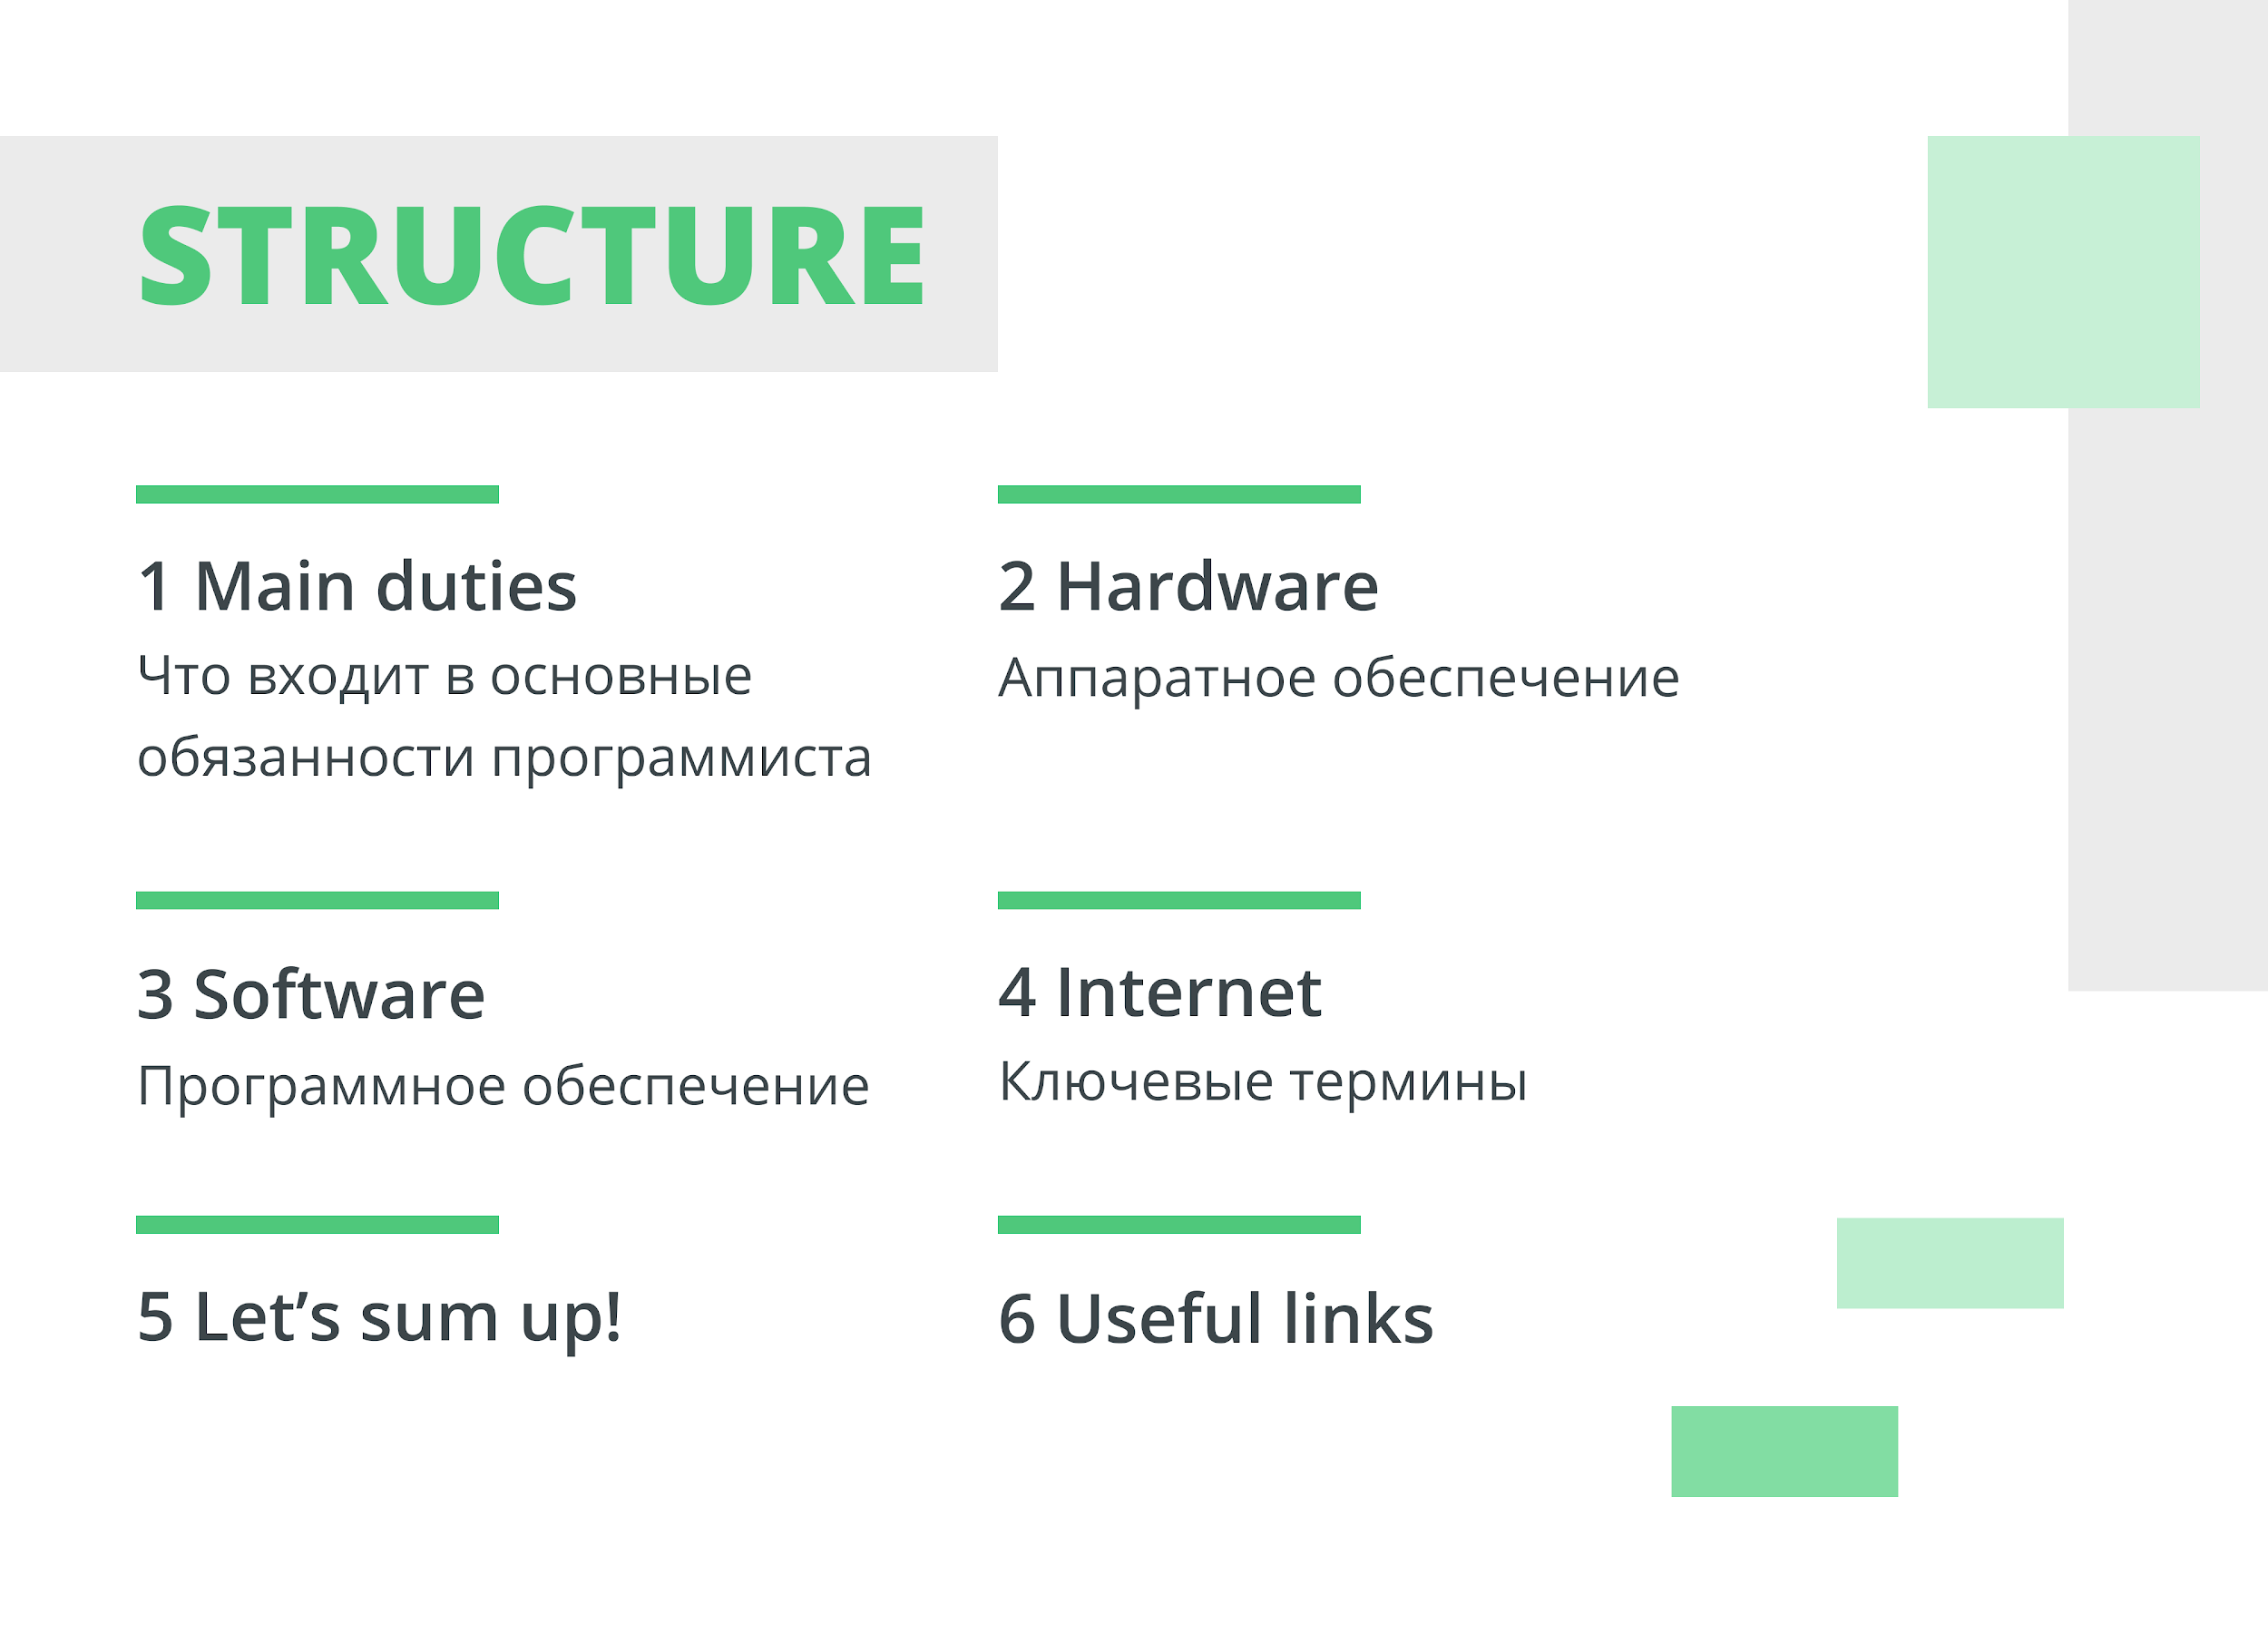 STRUCTURE
1 Main duties
Что входит в основные
обязанности программиста
2 Hardware
Аппаратное обеспечение
3 Software
Программное обеспечение
4 Internet
Ключевые термины
5 Let’s sum up!
6 Useful links